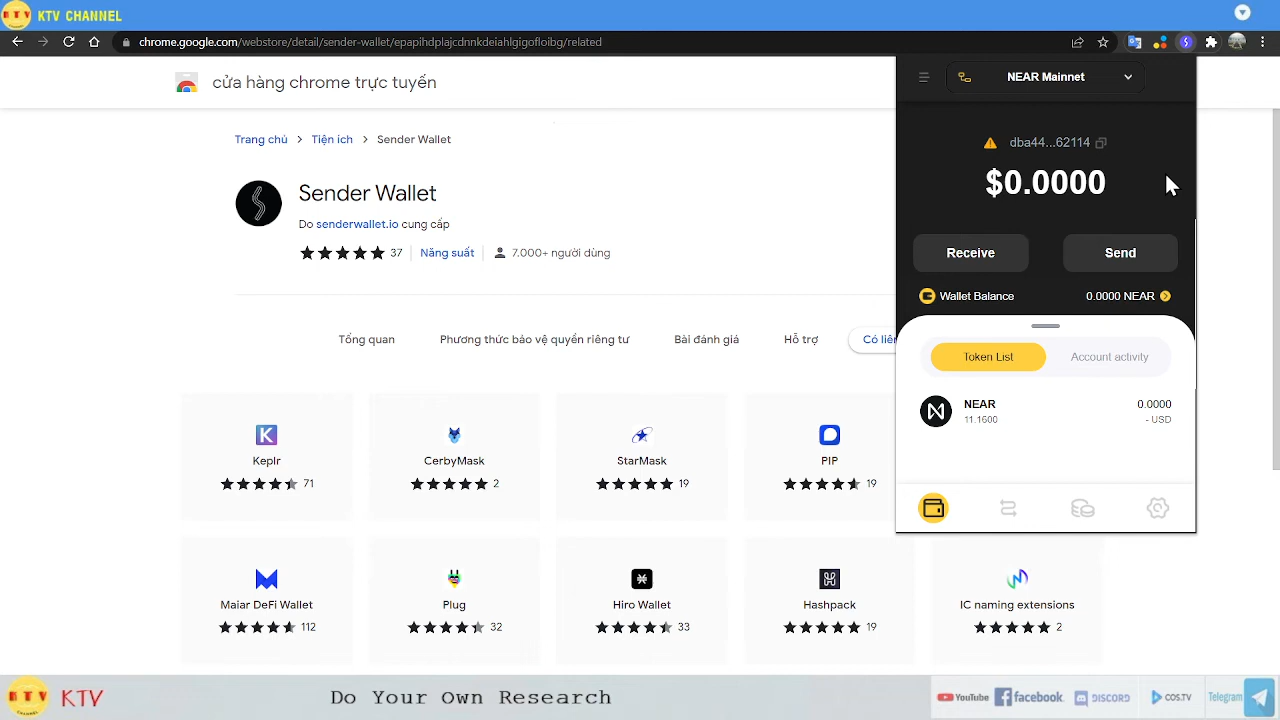 KTV KTV CHANNEL
chrome.google.com/webstore/detail/sender-wallet/epapihdplajcdnnkdeiahlgigofloibg/related
cửa hàng chrome trực tuyến
Trang chủ > Tiện ích > Sender Wallet
Sender Wallet
Do senderwallet.io cung cấp
37 Năng suất 7.000+ người dùng
Tổng quan Phương thức bảo vệ quyền riêng tư Bài đánh giá Hỗ trợ Có liên
Keplr CerbyMask StarMask PIP
71 2 19 19
Maiar DeFi Wallet Plug Hiro Wallet Hashpack IC naming extensions
112 32 33 19 2
NEAR Mainnet
dba44...62114
$0.0000
Receive Send
Wallet Balance 0.0000 NEAR
Token List Account activity
NEAR 0.0000
11.1600 - USD
KTV CHANNEL KTV Do Your Own Research YouTube facebook. DISCORD COS.TV Telegram